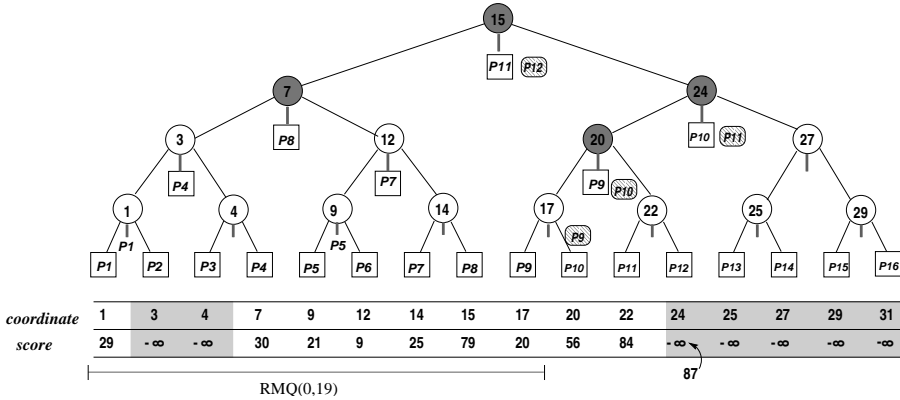 15
P11 P12
7 24
P8 P10 P11
3 12 20 27
P4 P7 P9 P10
1 4 9 14 17 22 25 29
P1 P5 P9
P1 P2 P3 P4 P5 P6 P7 P8 P9 P10 P11 P12 P13 P14 P15 P16
coordinate 1 3 4 7 9 12 14 15 17 20 22 24 25 27 29 31
score 29 -∞ -∞ 30 21 9 25 79 20 56 84 -∞ -∞ -∞ -∞ -∞
87
RMQ(0,19)